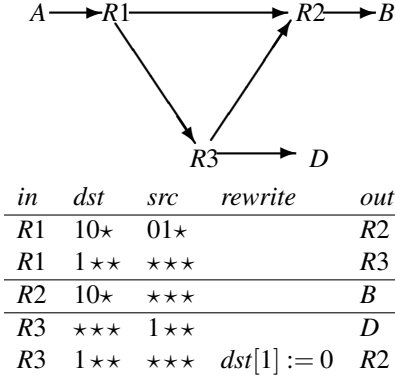 A R1 R2 B
R3 D
in dst src rewrite out
R1 10⋆ 01⋆ R2
R1 1⋆⋆ ⋆⋆⋆ R3
R2 10⋆ ⋆⋆⋆ B
R3 ⋆⋆⋆ 1⋆⋆ D
R3 1⋆⋆ ⋆⋆⋆ dst[1] := 0 R2